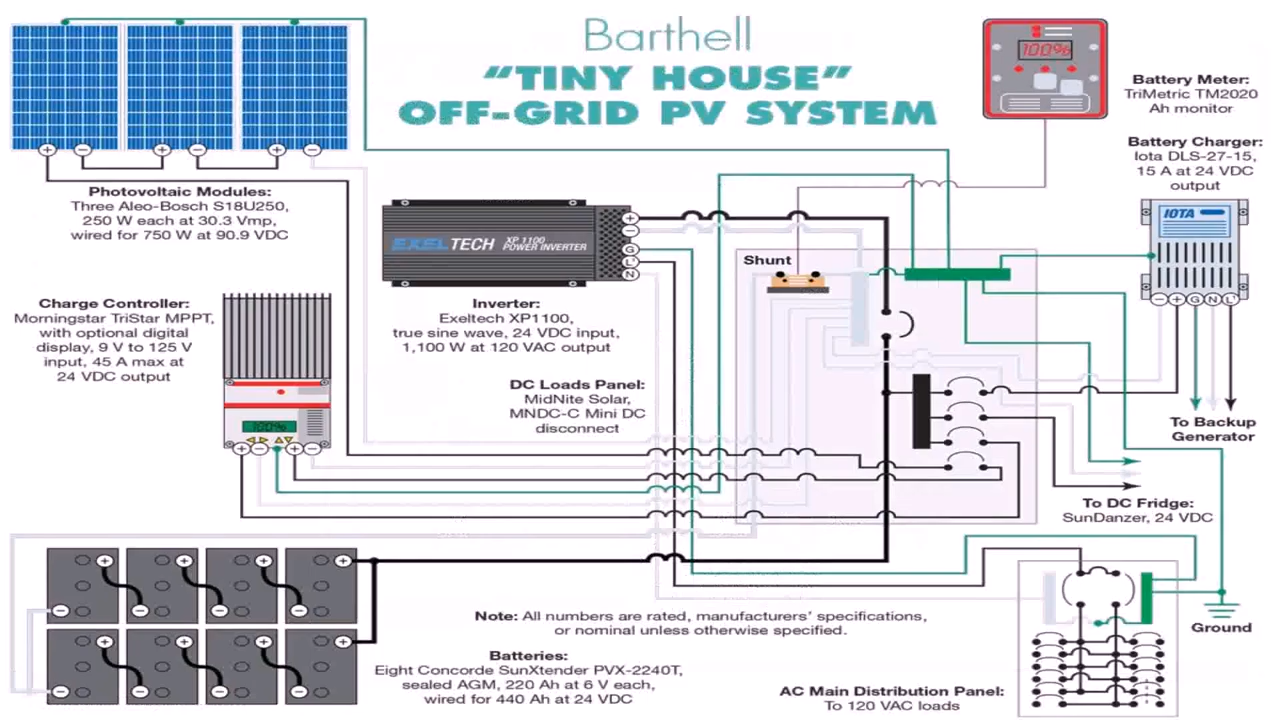 Barthell
“TINY HOUSE”
OFF-GRID PV SYSTEM
100%
Battery Meter:
TriMetric TM2020
Ah monitor
Battery Charger:
Iota DLS-27-15,
15 A at 24 VDC
output
IOTA
Photovoltaic Modules:
Three Aleo-Bosch S18U250,
250 W each at 30.3 Vmp,
wired for 750 W at 90.9 VDC
EXELTECH XP 1100
POWER INVERTER
+
–
G
L
N
Shunt
Inverter:
Exeltech XP1100,
true sine wave, 24 VDC input,
1,100 W at 120 VAC output
Charge Controller:
Morningstar TriStar MPPT,
with optional digital
display, 9 V to 125 V
input, 45 A max at
24 VDC output
100%
– + G N L
DC Loads Panel:
MidNite Solar,
MNDC-C Mini DC
disconnect
To Backup
Generator
To DC Fridge:
SunDanzer, 24 VDC
Note: All numbers are rated, manufacturers’ specifications,
or nominal unless otherwise specified.
Ground
Batteries:
Eight Concorde SunXtender PVX-2240T,
sealed AGM, 220 Ah at 6 V each,
wired for 440 Ah at 24 VDC
AC Main Distribution Panel:
To 120 VAC loads